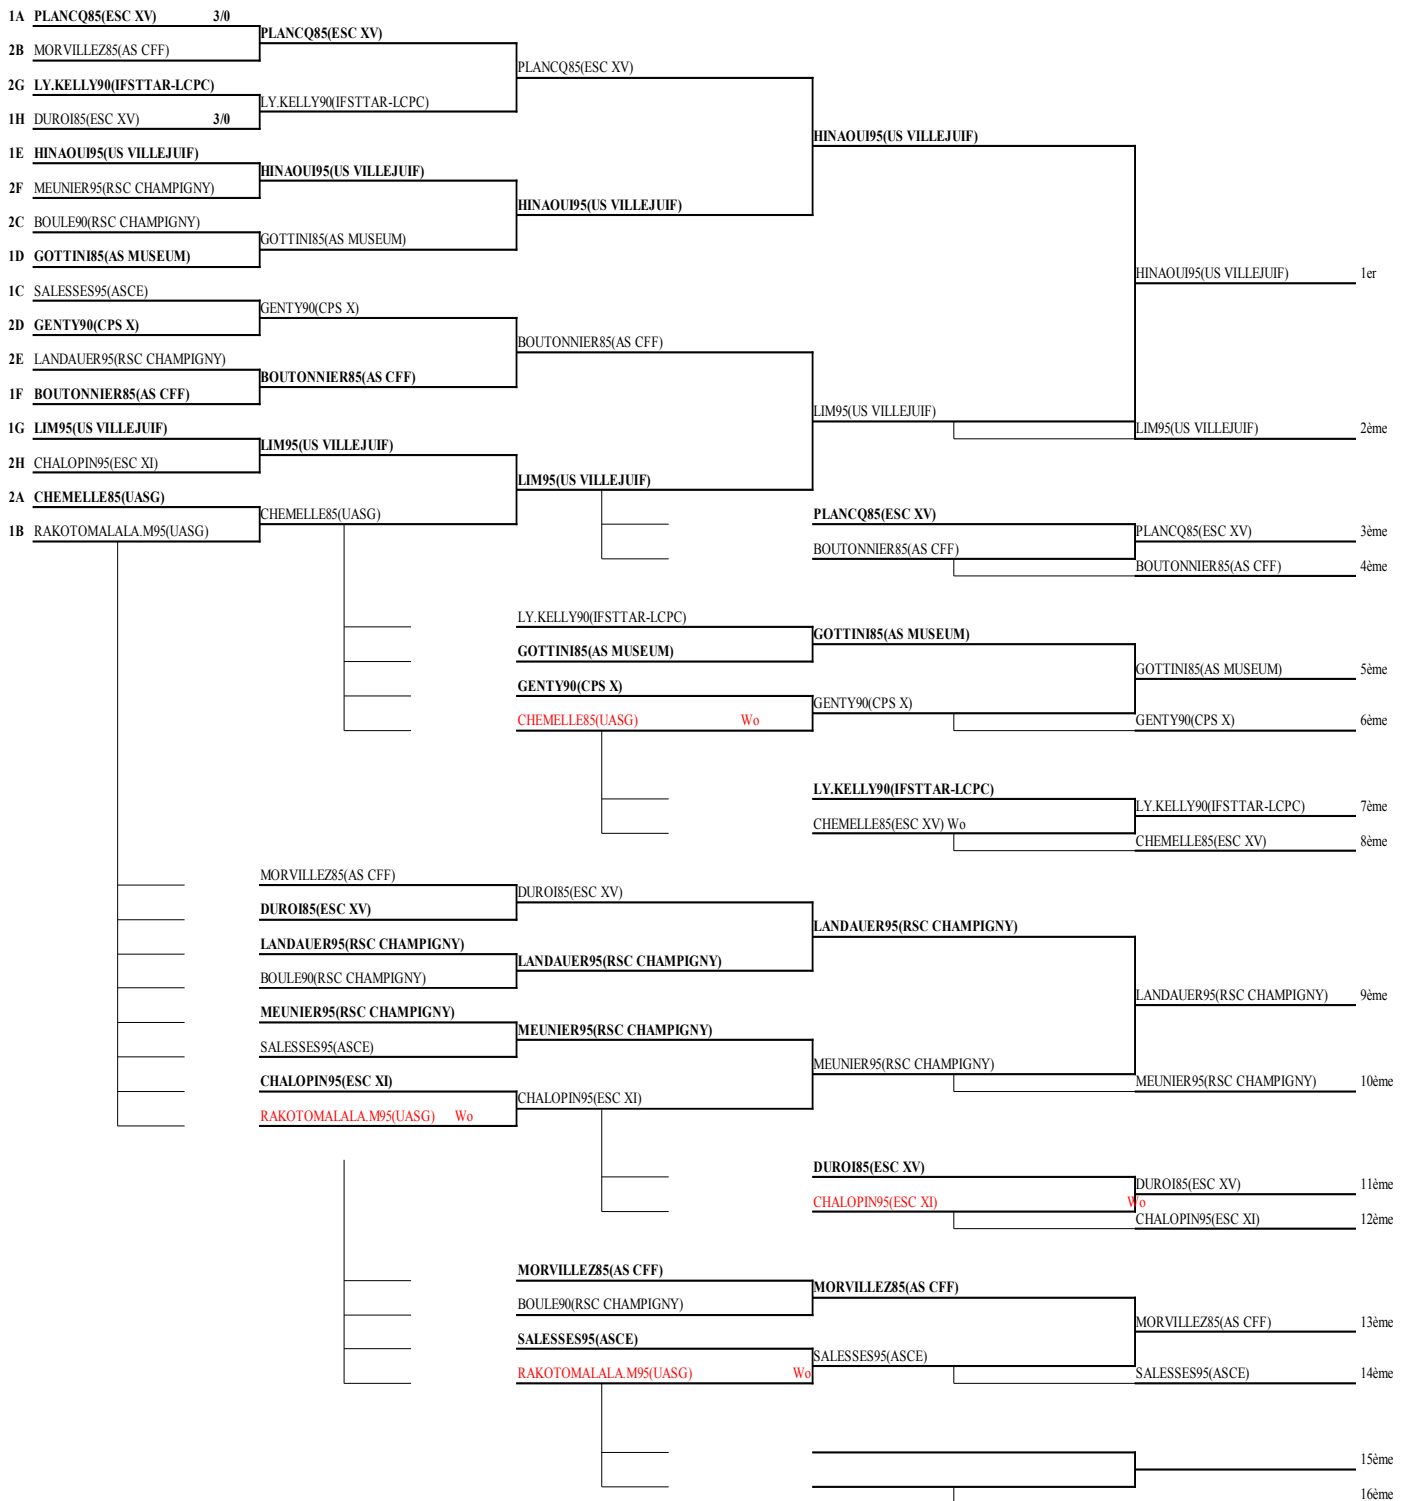 1A PLANCQ85(ESC XV) 3/0
PLANCQ85(ESC XV)
2B MORVILLEZ85(AS CFF)
PLANCQ85(ESC XV)
2G LY.KELLY90(IFSTTAR-LCPC)
LY.KELLY90(IFSTTAR-LCPC)
1H DUROI85(ESC XV) 3/0
HINAOUI95(US VILLEJUIF)
1E HINAOUI95(US VILLEJUIF)
HINAOUI95(US VILLEJUIF)
2F MEUNIER95(RSC CHAMPIGNY)
HINAOUI95(US VILLEJUIF)
2C BOULE90(RSC CHAMPIGNY)
GOTTINI85(AS MUSEUM)
1D GOTTINI85(AS MUSEUM)
HINAOUI95(US VILLEJUIF) 1er
1C SALESSES95(ASCE)
GENTY90(CPS X)
2D GENTY90(CPS X)
BOUTONNIER85(AS CFF)
2E LANDAUER95(RSC CHAMPIGNY)
BOUTONNIER85(AS CFF)
1F BOUTONNIER85(AS CFF)
LIM95(US VILLEJUIF)
1G LIM95(US VILLEJUIF)
LIM95(US VILLEJUIF) 2ème
LIM95(US VILLEJUIF)
2H CHALOPIN95(ESC XI)
LIM95(US VILLEJUIF)
2A CHEMELLE85(UASG)
CHEMELLE85(UASG)
PLANCQ85(ESC XV)
1B RAKOTOMALALA.M95(UASG)
PLANCQ85(ESC XV) 3ème
BOUTONNIER85(AS CFF)
BOUTONNIER85(AS CFF) 4ème
LY.KELLY90(IFSTTAR-LCPC)
GOTTINI85(AS MUSEUM)
GOTTINI85(AS MUSEUM)
GOTTINI85(AS MUSEUM) 5ème
GENTY90(CPS X)
GENTY90(CPS X)
CHEMELLE85(UASG) Wo
GENTY90(CPS X) 6ème
LY.KELLY90(IFSTTAR-LCPC)
LY.KELLY90(IFSTTAR-LCPC) 7ème
CHEMELLE85(ESC XV) Wo
CHEMELLE85(ESC XV) 8ème
MORVILLEZ85(AS CFF)
DUROI85(ESC XV)
DUROI85(ESC XV)
LANDAUER95(RSC CHAMPIGNY)
LANDAUER95(RSC CHAMPIGNY)
LANDAUER95(RSC CHAMPIGNY)
BOULE90(RSC CHAMPIGNY)
LANDAUER95(RSC CHAMPIGNY) 9ème
MEUNIER95(RSC CHAMPIGNY)
MEUNIER95(RSC CHAMPIGNY)
SALESSES95(ASCE)
MEUNIER95(RSC CHAMPIGNY)
CHALOPIN95(ESC XI)
MEUNIER95(RSC CHAMPIGNY) 10ème
CHALOPIN95(ESC XI)
RAKOTOMALALA.M95(UASG) Wo
DUROI85(ESC XV)
DUROI85(ESC XV) 11ème
CHALOPIN95(ESC XI) Wo
CHALOPIN95(ESC XI) 12ème
MORVILLEZ85(AS CFF)
MORVILLEZ85(AS CFF)
BOULE90(RSC CHAMPIGNY)
MORVILLEZ85(AS CFF) 13ème
SALESSES95(ASCE)
SALESSES95(ASCE)
RAKOTOMALALA.M95(UASG) Wo
SALESSES95(ASCE) 14ème
15ème
16ème